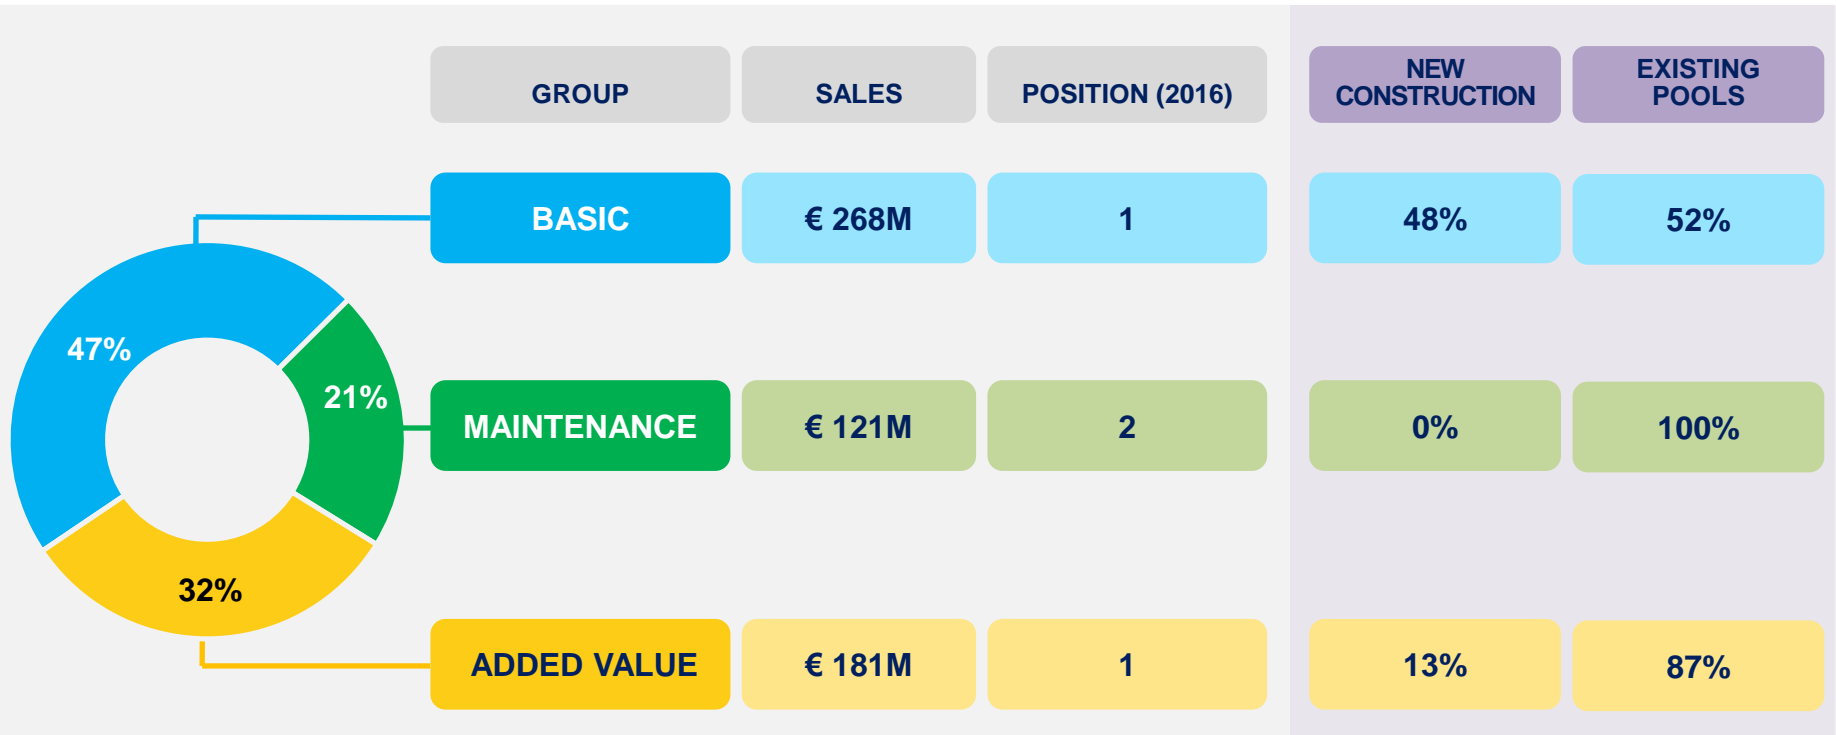 GROUP
SALES
POSITION (2016)
NEW
CONSTRUCTION
EXISTING
POOLS
BASIC
€ 268M
1
48%
52%
47%
21%
MAINTENANCE
€ 121M
2
0%
100%
32%
ADDED VALUE
€ 181M
1
13%
87%